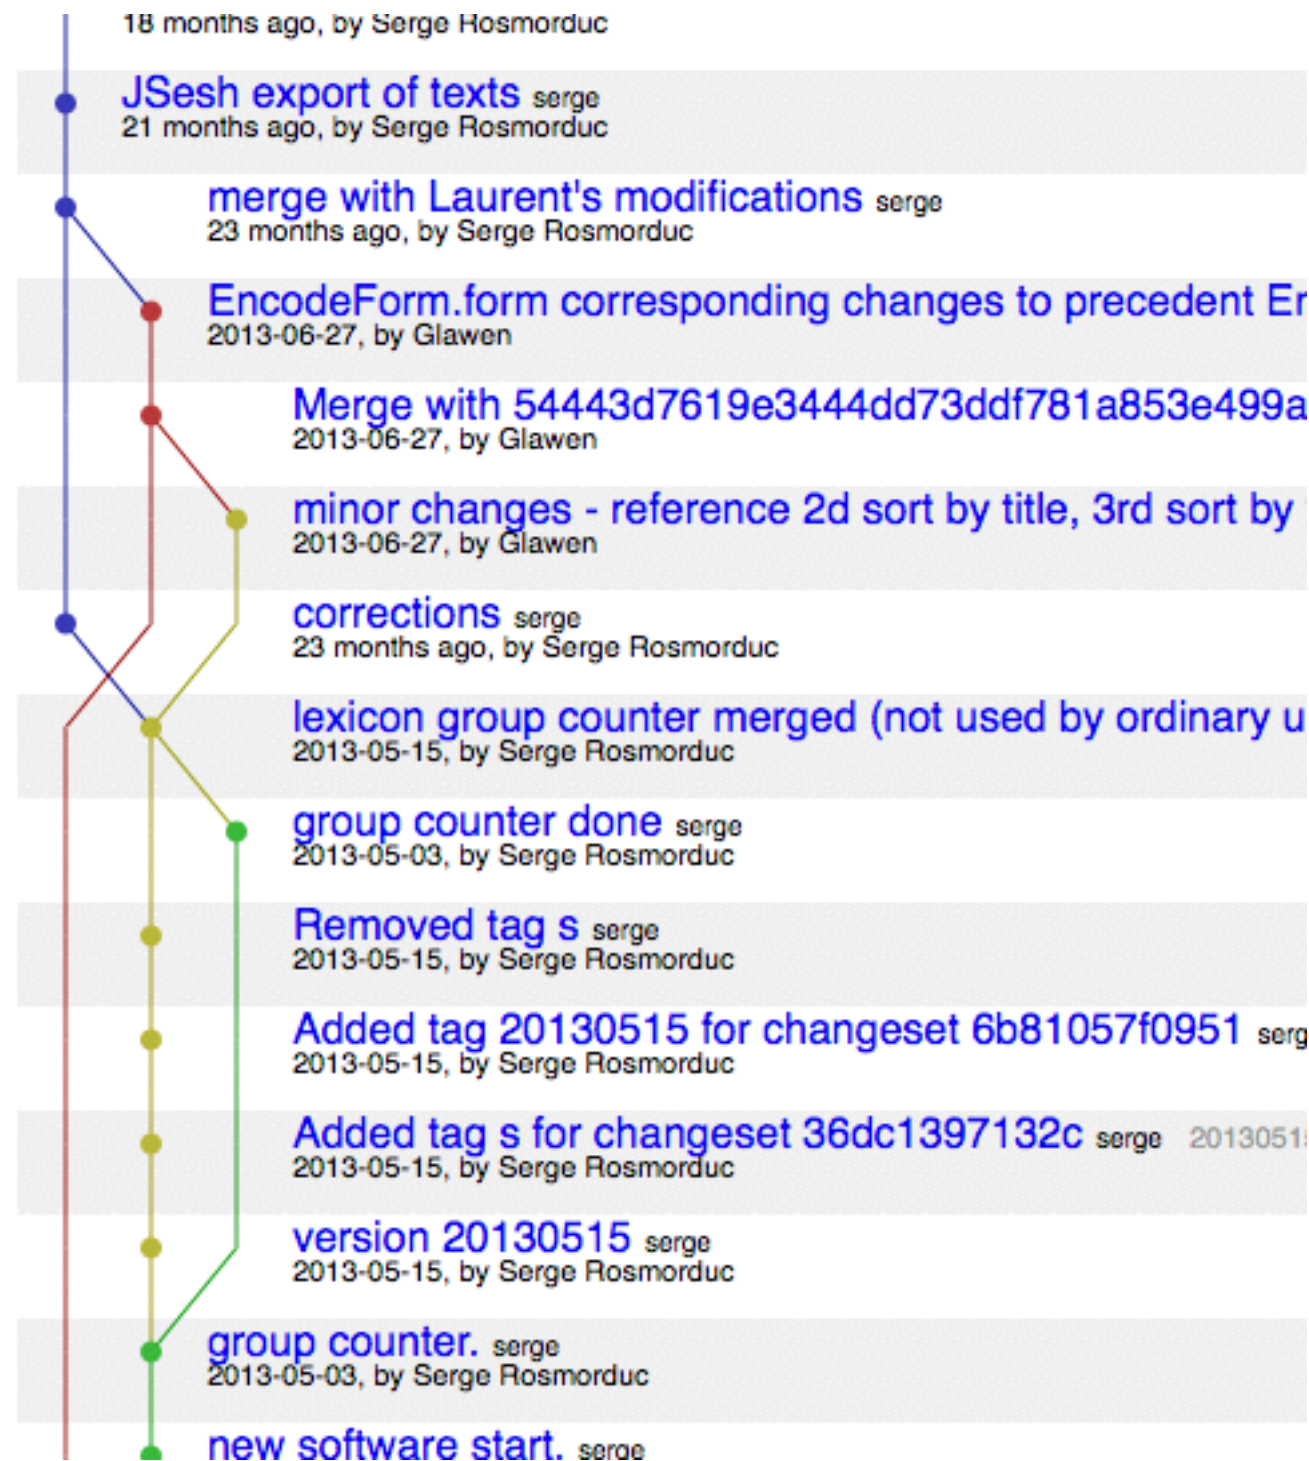 18 months ago, by Serge Rosmorduc
JSesh export of texts serge
21 months ago, by Serge Rosmorduc
merge with Laurent's modifications serge
23 months ago, by Serge Rosmorduc
EncodeForm.form corresponding changes to precedent
2013-06-27, by Glawen
Merge with 54443d7619e3444dd73ddf781a853e499a
2013-06-27, by Glawen
minor changes - reference 2d sort by title, 3rd sort by
2013-06-27, by Glawen
corrections serge
23 months ago, by Serge Rosmorduc
lexicon group counter merged (not used by ordinary u
2013-05-15, by Serge Rosmorduc
group counter done serge
2013-05-03, by Serge Rosmorduc
Removed tag s serge
2013-05-15, by Serge Rosmorduc
Added tag 20130515 for changeset 6b81057f0951 serg
2013-05-15, by Serge Rosmorduc
Added tag s for changeset 36dc1397132c serge 20130515
2013-05-15, by Serge Rosmorduc
version 20130515 serge
2013-05-15, by Serge Rosmorduc
group counter. serge
2013-05-03, by Serge Rosmorduc
new software start. serge